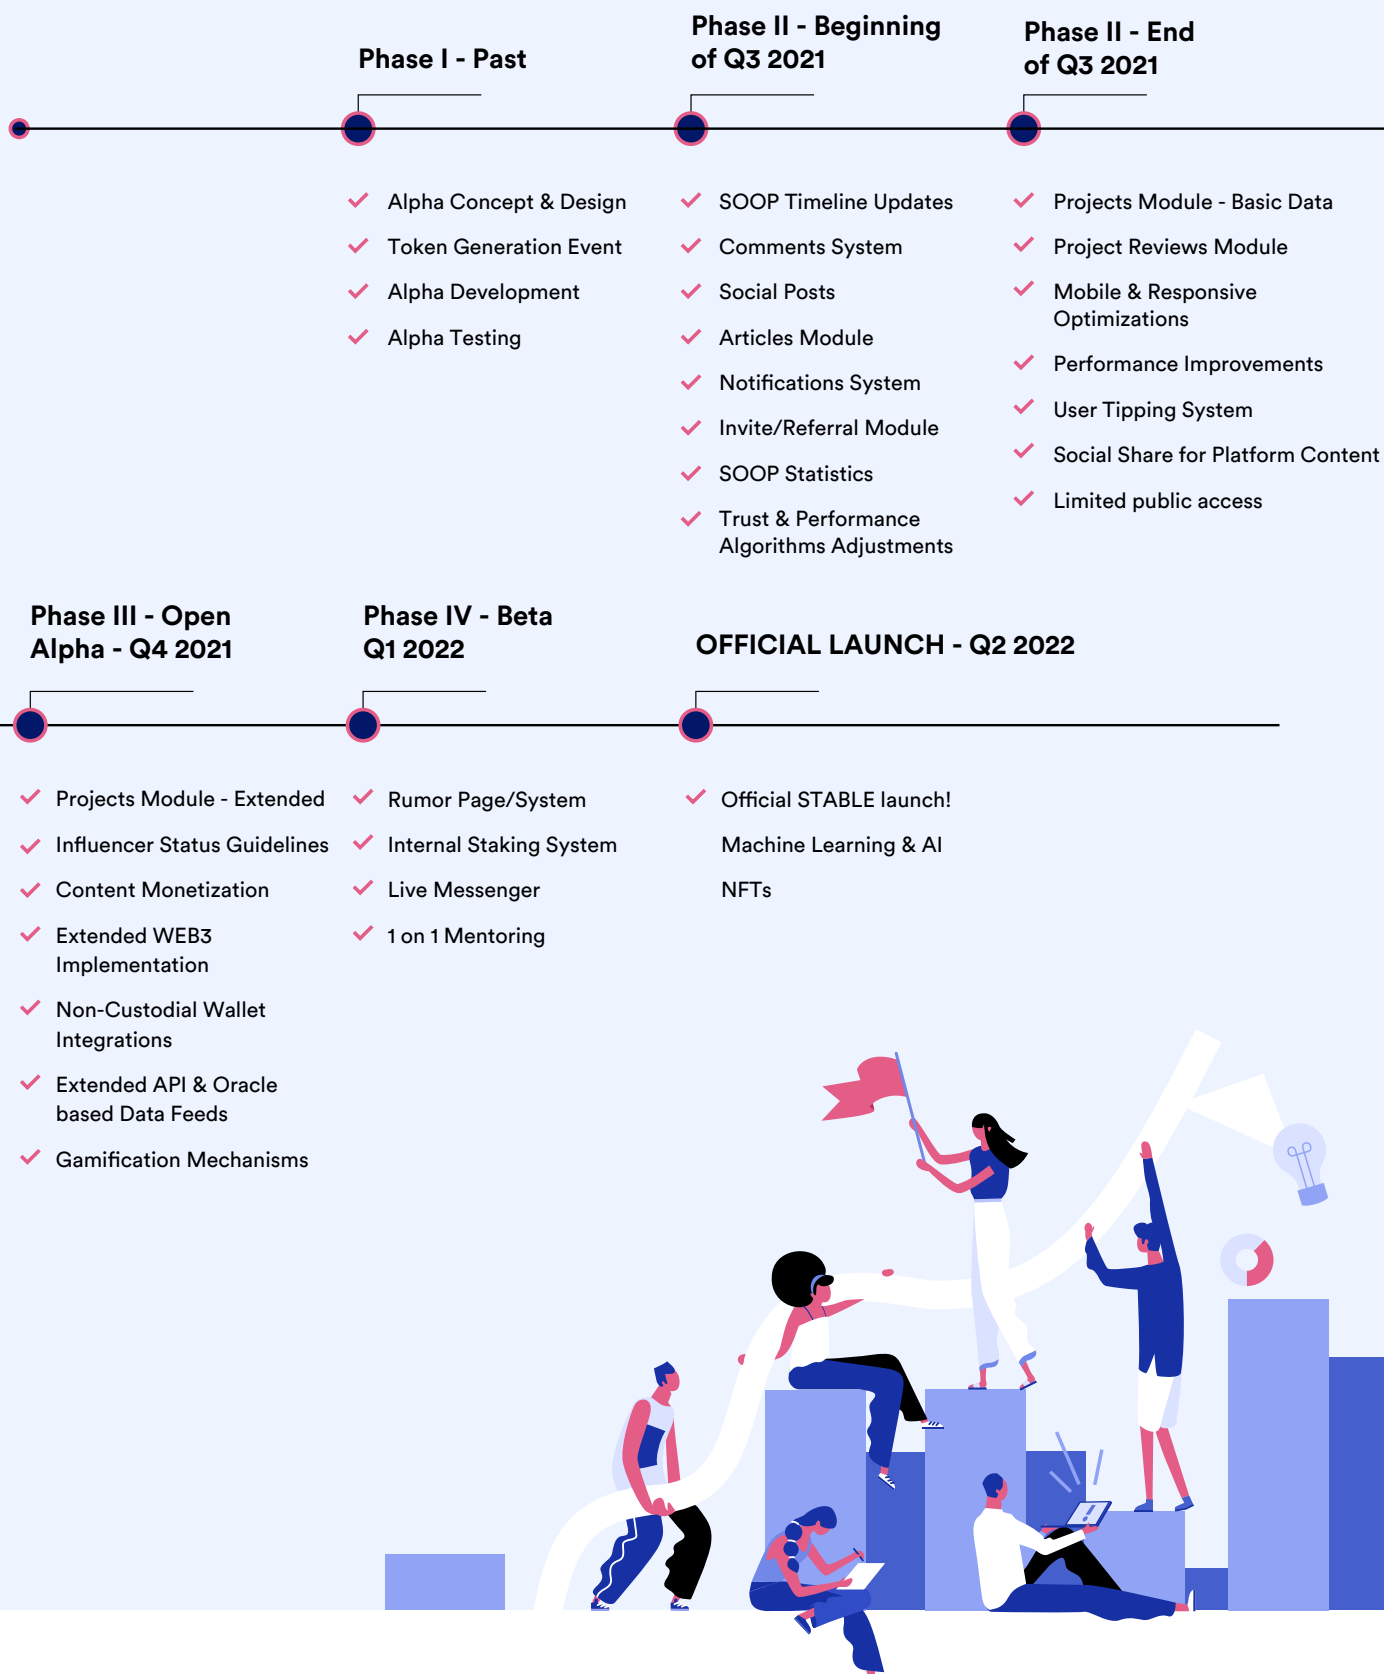 Phase I - Past
Alpha Concept & Design
Token Generation Event
Alpha Development
Alpha Testing
Phase II - Beginning
of Q3 2021
SOOP Timeline Updates
Comments System
Social Posts
Articles Module
Notifications System
Invite/Referral Module
SOOP Statistics
Trust & Performance
Algorithms Adjustments
Phase II - End
of Q3 2021
Projects Module - Basic Data
Project Reviews Module
Mobile & Responsive
Optimizations
Performance Improvements
User Tipping System
Social Share for Platform Content
Limited public access
Phase III - Open
Alpha - Q4 2021
Projects Module - Extended
Influencer Status Guidelines
Content Monetization
Extended WEB3
Implementation
Non-Custodial Wallet
Integrations
Extended API & Oracle
based Data Feeds
Gamification Mechanisms
Phase IV - Beta
Q1 2022
Rumor Page/System
Internal Staking System
Live Messenger
1 on 1 Mentoring
OFFICIAL LAUNCH - Q2 2022
Official STABLE launch!
Machine Learning & AI
NFTs